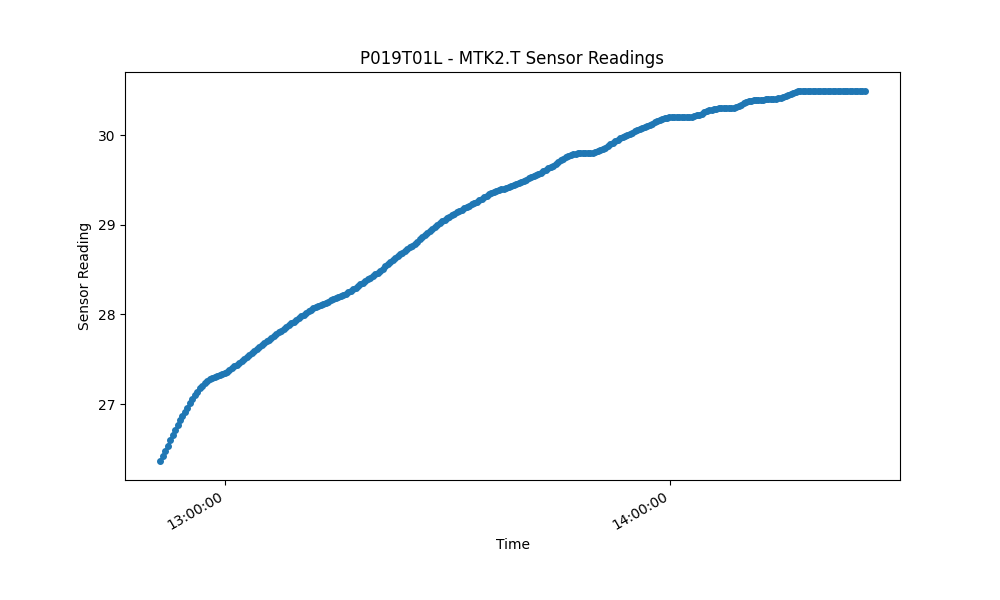 P019T01L - MTK2.T Sensor Readings
Sensor Reading
30
29
28
27
13:00:00
14:00:00
Time